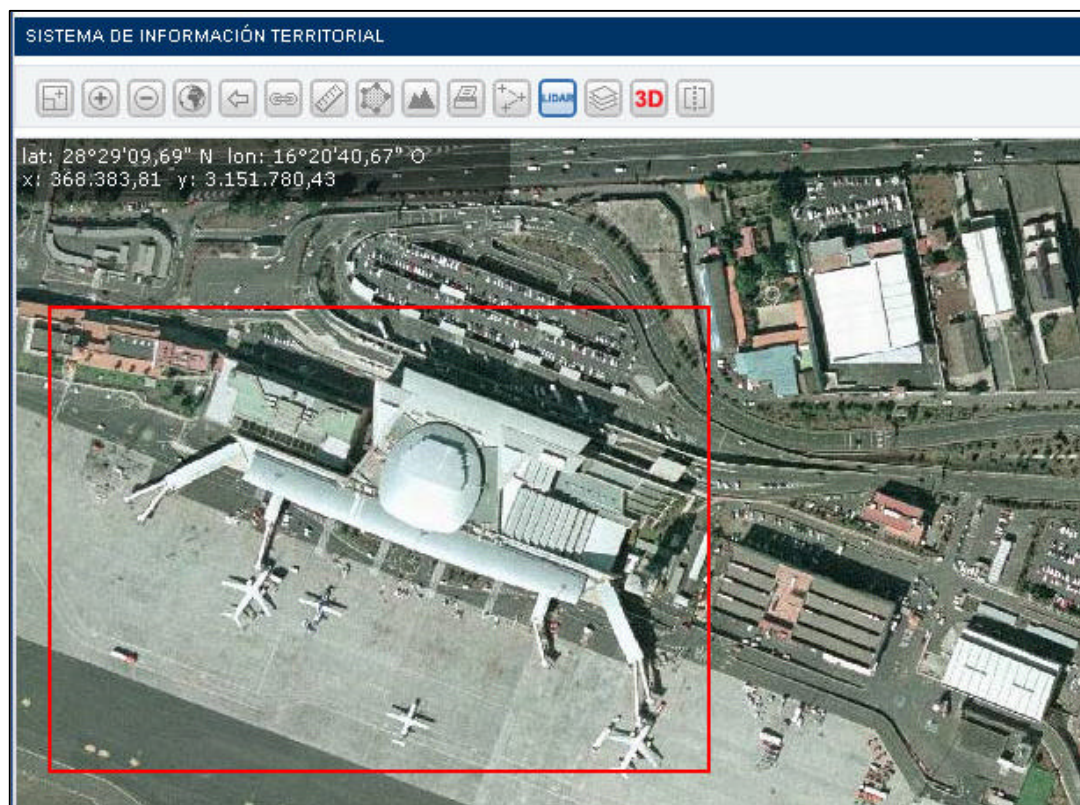 SISTEMA DE INFORMACIÓN TERRITORIAL
LIDAR 3D
lat: 28°29'09,69" N lon: 16°20'40,67" O
x: 368.383,81 y: 3.151.780,43